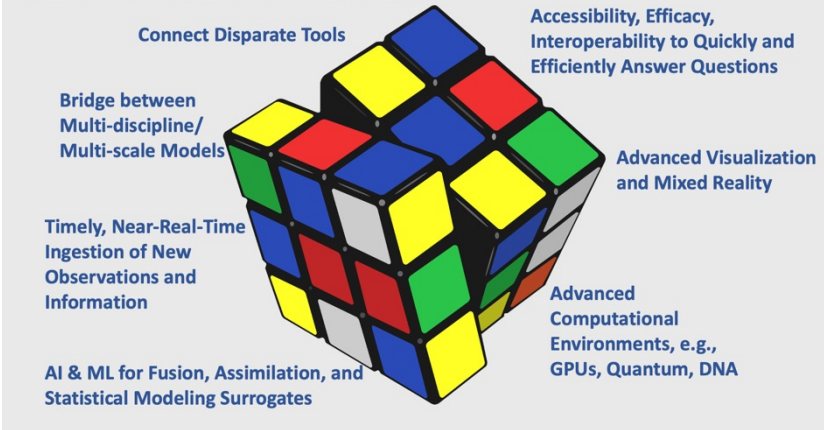 Connect Disparate Tools
Accessibility, Efficacy,
Interoperability to Quickly and
Efficiently Answer Questions
Bridge between
Multi-discipline/
Multi-scale Models
Advanced Visualization
and Mixed Reality
Timely, Near-Real-Time
Ingestion of New
Observations and
Information
Advanced
Computational
Environments, e.g.,
GPUs, Quantum, DNA
AI & ML for Fusion, Assimilation, and
Statistical Modeling Surrogates